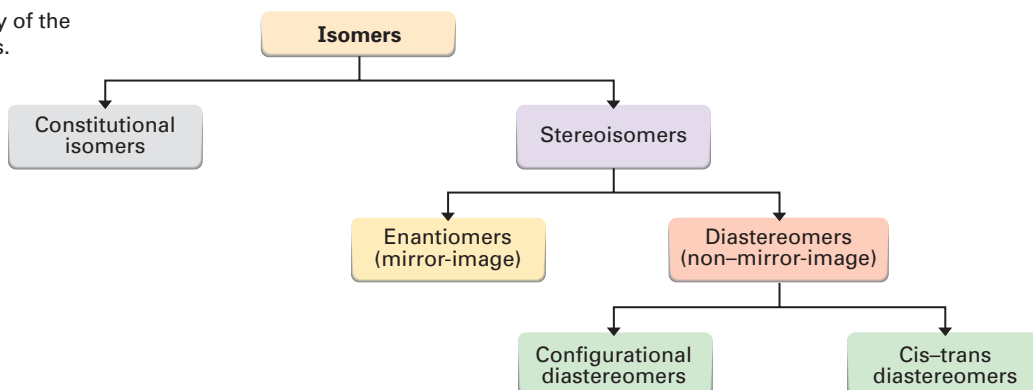 y of the
s.
Isomers
Constitutional
isomers
Stereoisomers
Enantiomers
(mirror-image)
Diastereomers
(non–mirror-image)
Configurational
diastereomers
Cis–trans
diastereomers